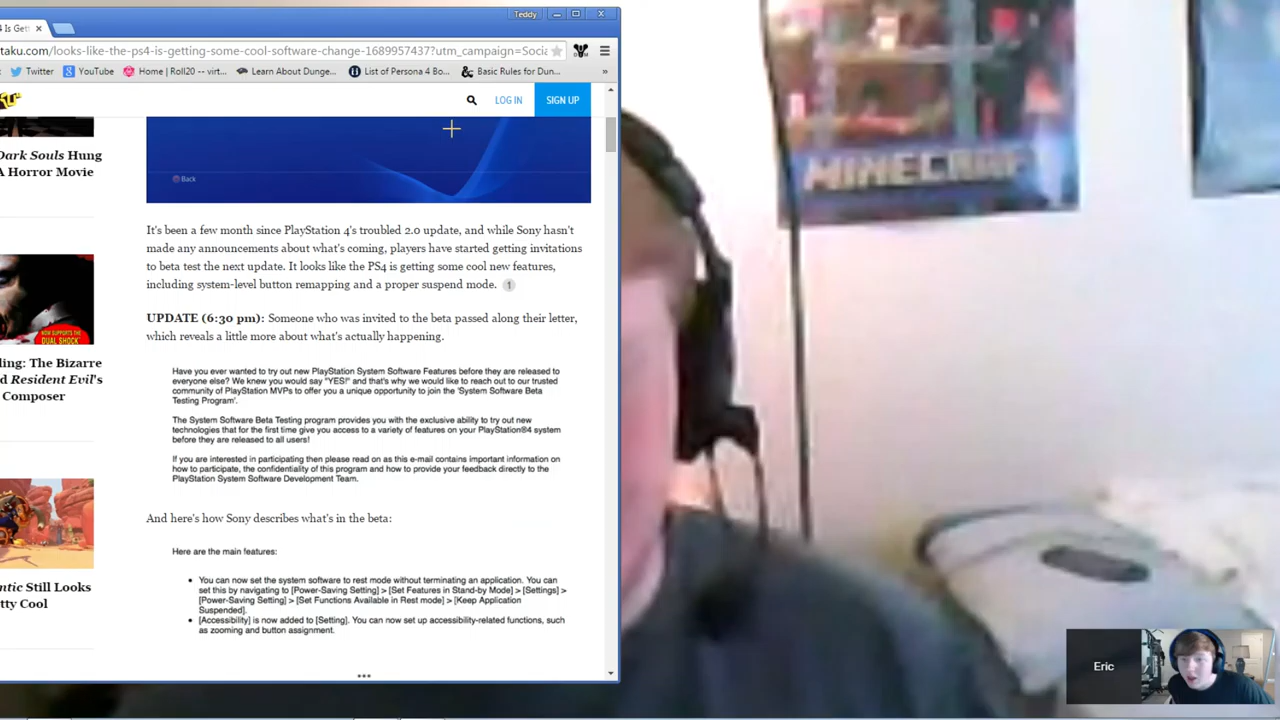 Teddy
4 Is Get
taku.com/looks-like-the-ps4-is-getting-some-cool-software-change-1689957437?utm_campaign=Socia
Twitter
YouTube
Home | Roll20 -- virt...
Learn About Dunge...
List of Persona 4 Bo...
Basic Rules for Dun...
»
LOG IN
SIGN UP
Dark Souls Hung
A Horror Movie
Back
MINECRAFT
It's been a few month since PlayStation 4's troubled 2.0 update, and while Sony hasn't
made any announcements about what's coming, players have started getting invitations
to beta test the next update. It looks like the PS4 is getting some cool new features,
including system-level button remapping and a proper suspend mode. 1
UPDATE (6:30 pm): Someone who was invited to the beta passed along their letter,
which reveals a little more about what's actually happening.
NOW SUPPORTS THE
DUAL SHOCK
ling: The Bizarre
d Resident Evil's
Composer
Have you ever wanted to try out new PlayStation System Software Features before they are released to
everyone else? We knew you would say "YES!" and that's why we would like to reach out to our trusted
community of PlayStation MVPs to offer you a unique opportunity to join the 'System Software Beta
Testing Program'.
The System Software Beta Testing program provides you with the exclusive ability to try out new
technologies that for the first time give you access to a variety of features on your PlayStation®4 system
before they are released to all users!
If you are interested in participating then please read on as this e-mail contains important information on
how to participate, the confidentiality of this program and how to provide your feedback directly to the
PlayStation System Software Development Team.
And here's how Sony describes what's in the beta:
Here are the main features:
• You can now set the system software to rest mode without terminating an application. You can
set this by navigating to [Power-Saving Setting] > [Set Features in Stand-by Mode] > [Settings] >
[Power-Saving Setting] > [Set Functions Available in Rest mode] > [Keep Application
Suspended].
• [Accessibility] is now added to [Setting]. You can now set up accessibility-related functions, such
as zooming and button assignment.
ntic Still Looks
tty Cool
Eric